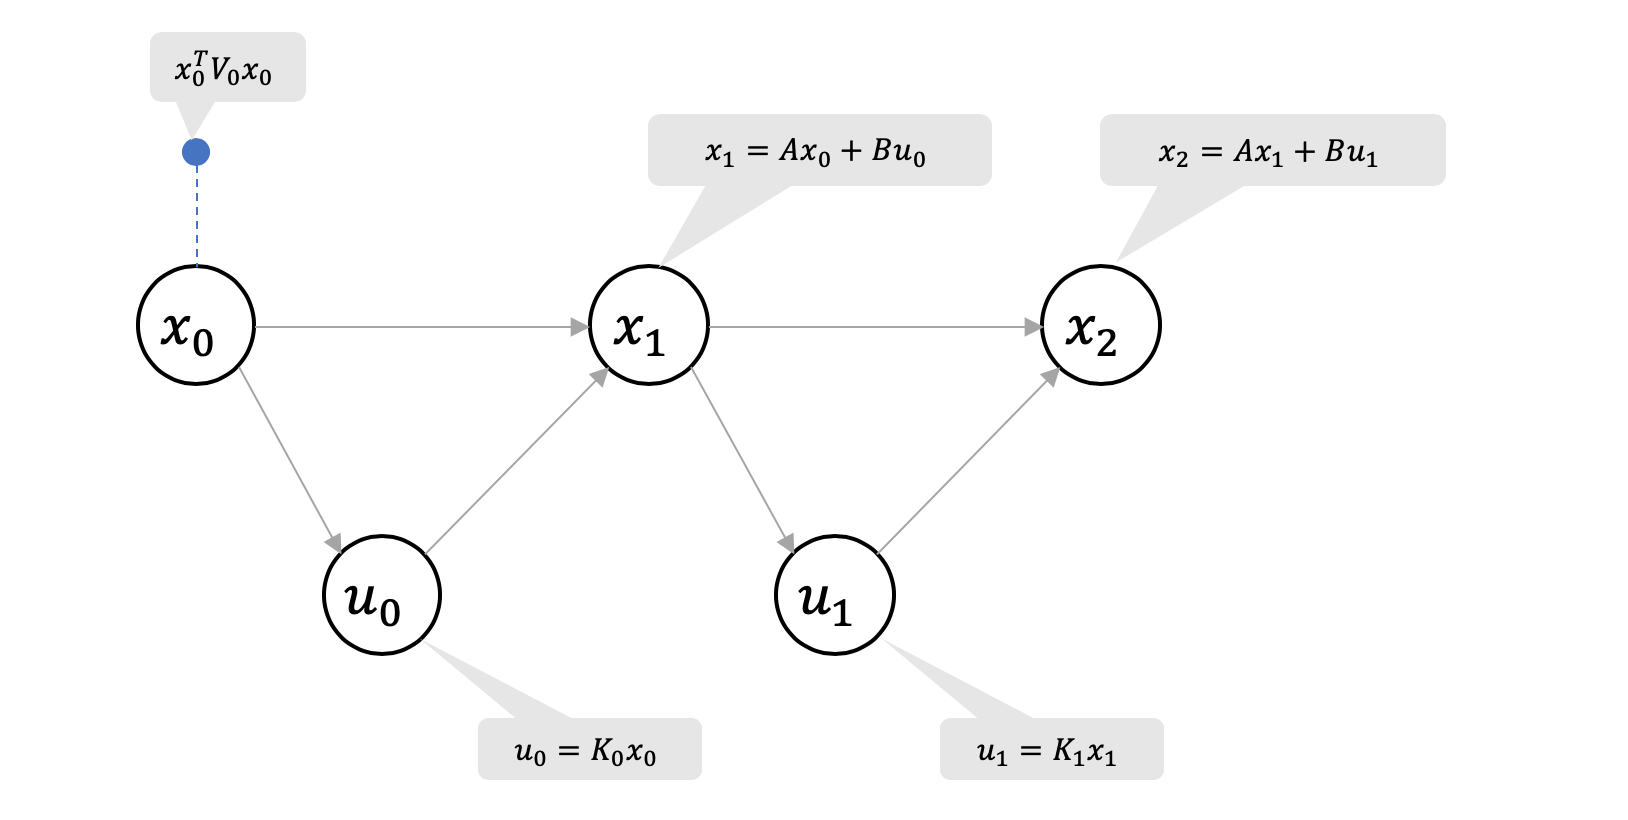 x_0^T V_0 x_0
x_1 = Ax_0 + Bu_0
x_2 = Ax_1 + Bu_1
x_0
x_1
x_2
u_0
u_1
u_0 = K_0 x_0
u_1 = K_1 x_1